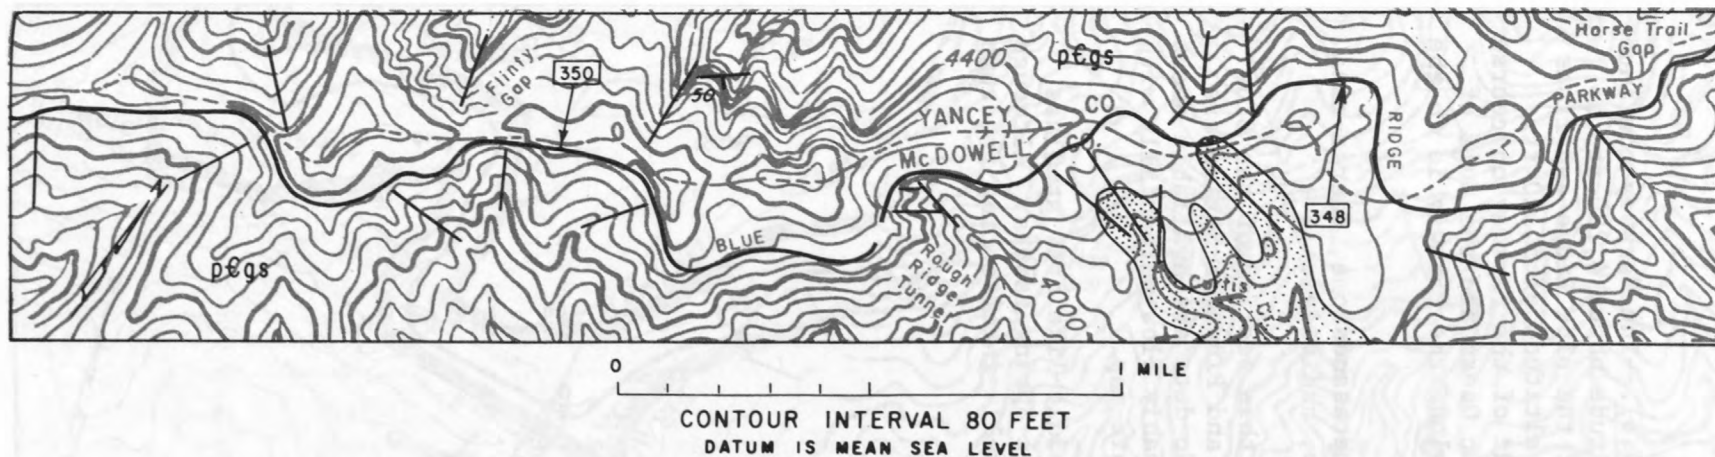 Horse Trail
Gap
PARKWAY
Flinty
Gap
350
50
4400
p€gs
YANCEY
CO
McDOWELL
CO.
RIDGE
N
348
BLUE
p€gs
Rough
Ridge
Tunnel
4000
Curtis
Cr
0
1 MILE
CONTOUR INTERVAL 80 FEET
DATUM IS MEAN SEA LEVEL